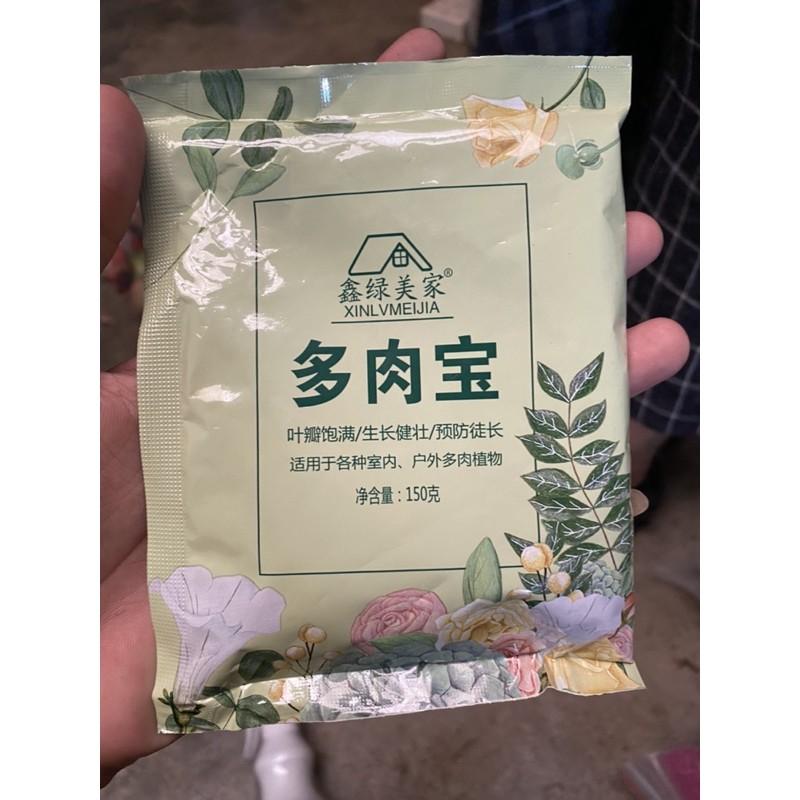 鑫绿美家®
XINLVMEIJIA
多肉宝
叶瓣饱满/生长健壮/预防徒长
适用于各种室内、户外多肉植物
净含量：150克